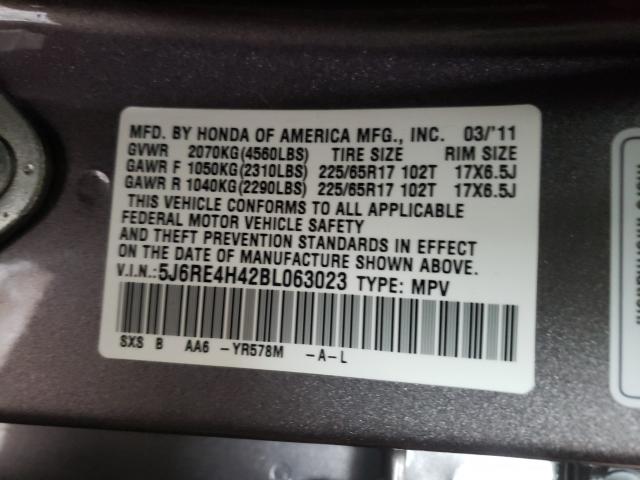 MFD. BY HONDA OF AMERICA MFG., INC. 03/'11
GVWR 2070KG(4560LBS) TIRE SIZE RIM SIZE
GAWR F 1050KG(2310LBS) 225/65R17 102T 17X6.5J
GAWR R 1040KG(2290LBS) 225/65R17 102T 17X6.5J
THIS VEHICLE CONFORMS TO ALL APPLICABLE
FEDERAL MOTOR VEHICLE SAFETY
AND THEFT PREVENTION STANDARDS IN EFFECT
ON THE DATE OF MANUFACTURE SHOWN ABOVE.
V.I.N.:5J6RE4H42BL063023 TYPE: MPV
SXS B AA6 -YR578M -A-L